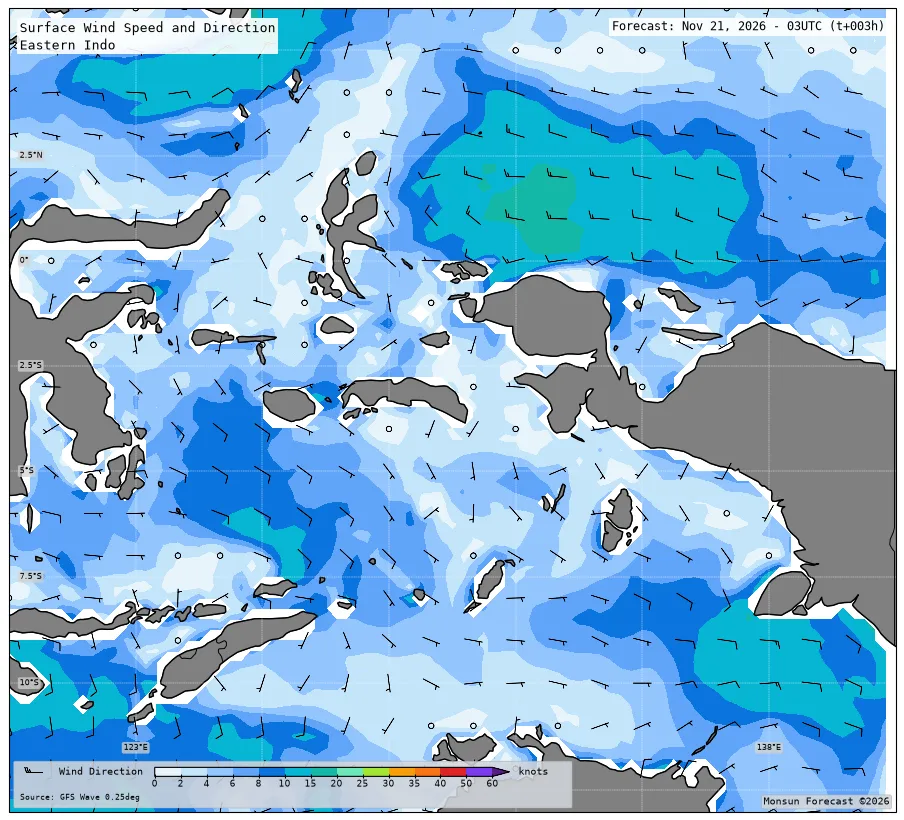 Surface Wind Speed and Direction
Eastern Indo
Forecast: Nov 21, 2026 - 03UTC (t+003h)
2.5°N
0°
2.5°S
5°S
7.5°S
10°S
123°E
138°E
Wind Direction
0 2 4 6 8 10 15 20 25 30 40 50 60
knots
Source: GFS Wave 0.25deg
Monsun Forecast ©2026